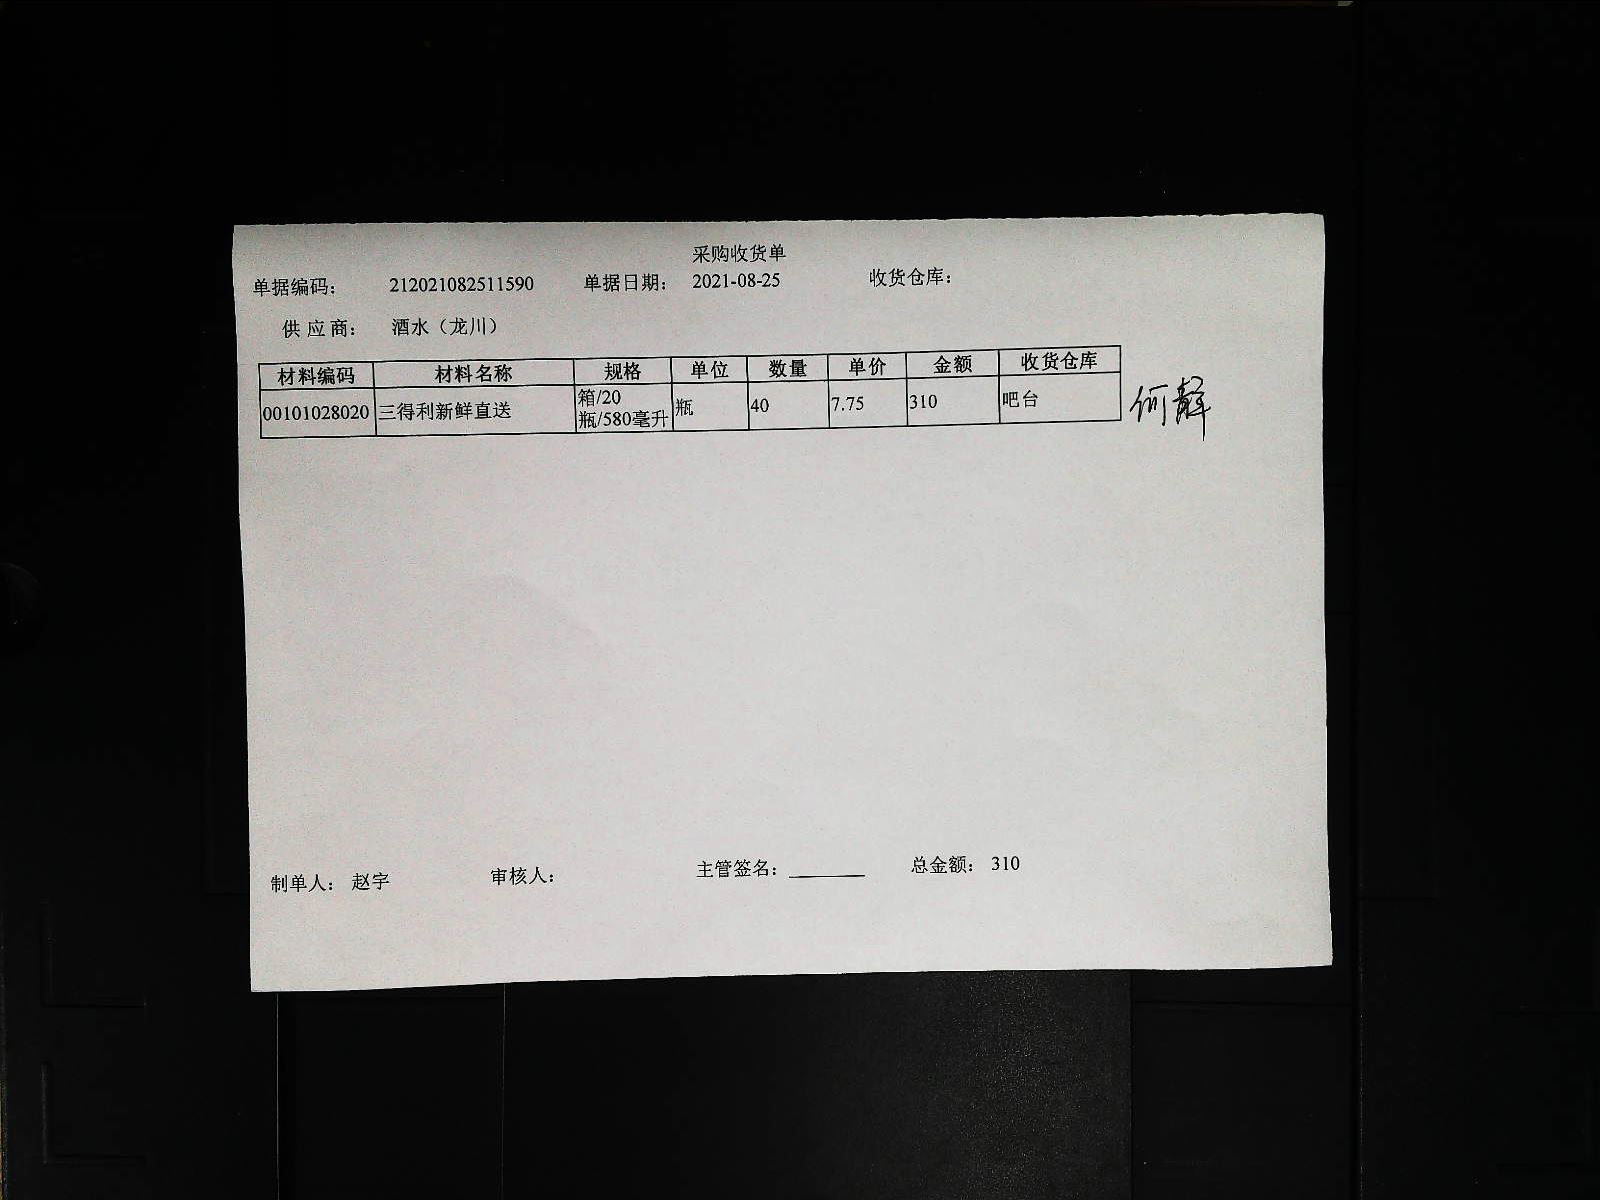 采购收货单
单据编码： 212021082511590 单据日期： 2021-08-25 收货仓库：
供应商： 酒水（龙川）
材料编码 材料名称 规格 单位 数量 单价 金额 收货仓库
00101028020 三得利新鲜直送 箱/20瓶/580毫升 瓶 40 7.75 310 吧台
何静
制单人： 赵宇 审核人： 主管签名： 总金额： 310